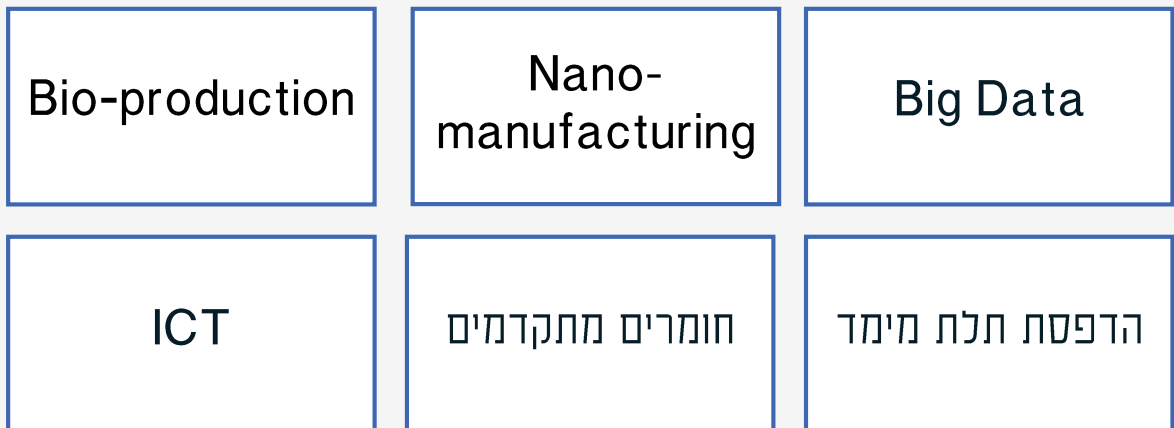 Bio-production
Nano-
manufacturing
Big Data
ICT
חומרים מתקדמים
הדפסת תלת מימד